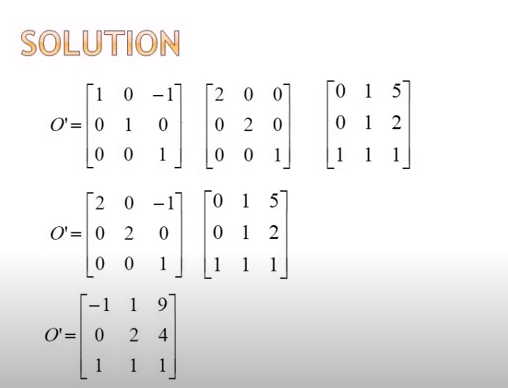 SOLUTION
1 0 −1 2 0 0 0 1 5
O'= 0 1 0 0 2 0 0 1 2
0 0 1 0 0 1 1 1 1
2 0 −1 0 1 5
O'= 0 2 0 0 1 2
0 0 1 1 1 1
−1 1 9
O'= 0 2 4
1 1 1